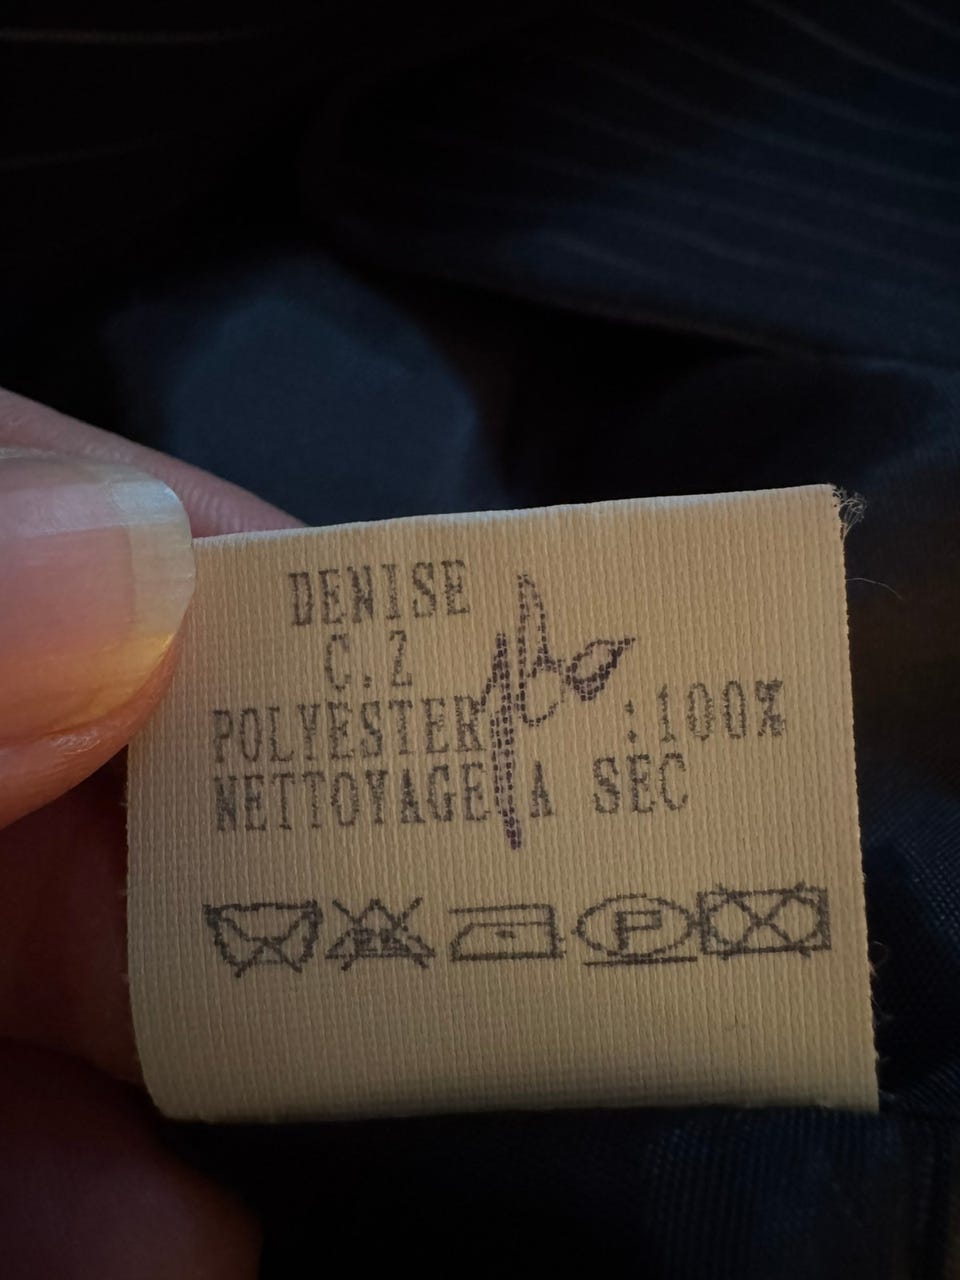 DENISE
C.Z
POLYESTER :100%
NETTOYAGE A SEC
P